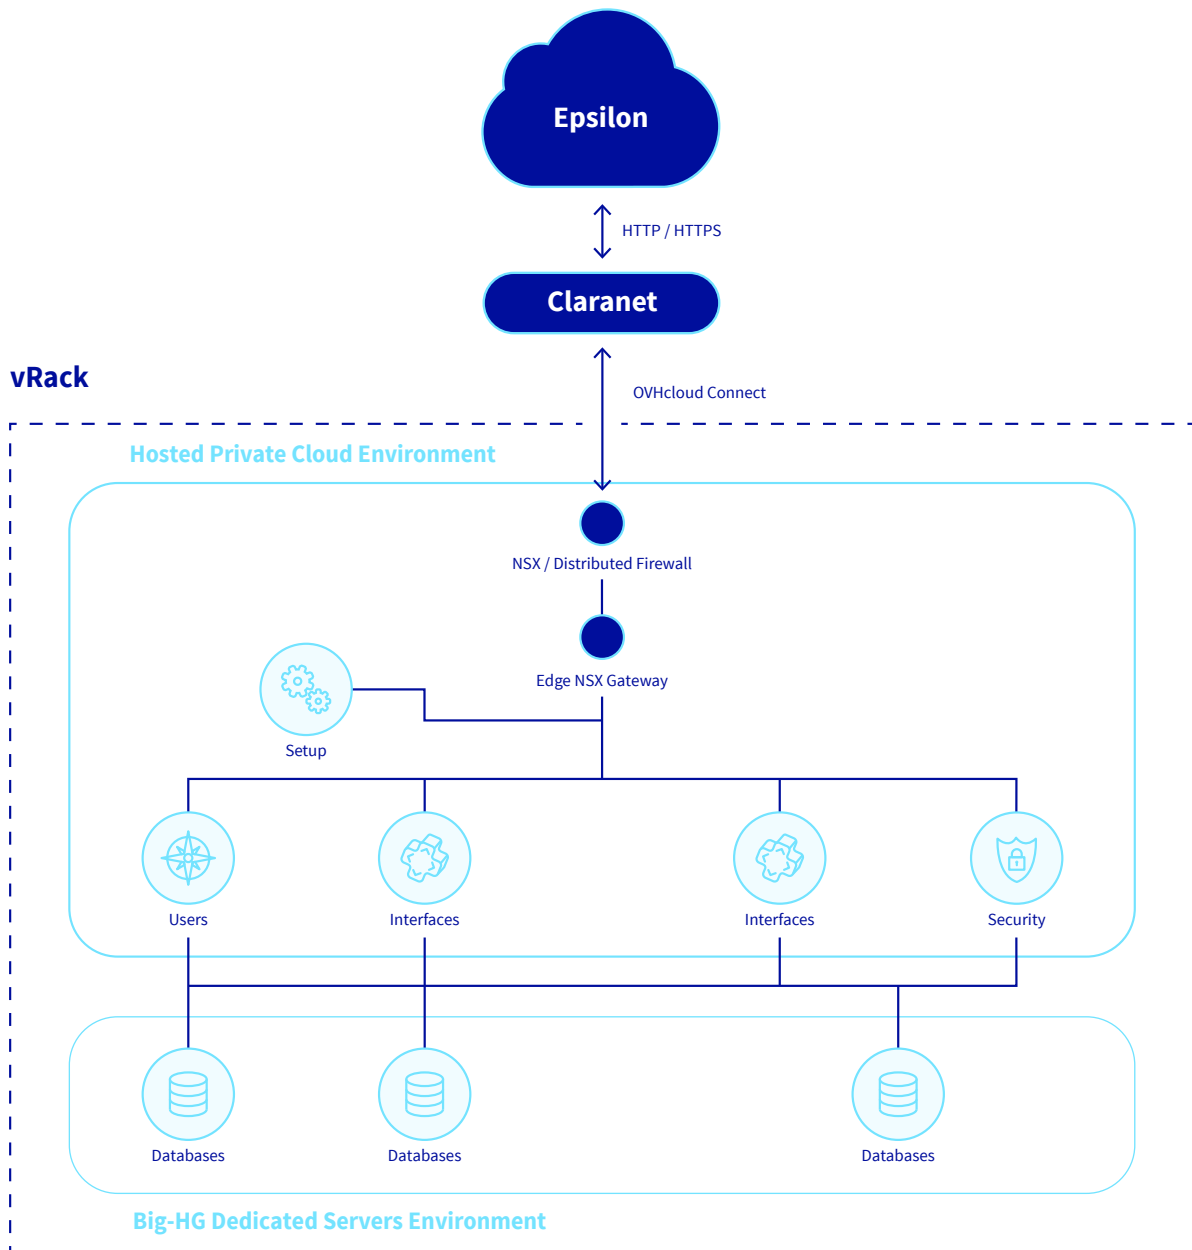 Epsilon
HTTP / HTTPS
Claranet
vRack
OVHcloud Connect
Hosted Private Cloud Environment
NSX / Distributed Firewall
Edge NSX Gateway
Setup
Users
Interfaces
Interfaces
Security
Databases
Databases
Databases
Big-HG Dedicated Servers Environment